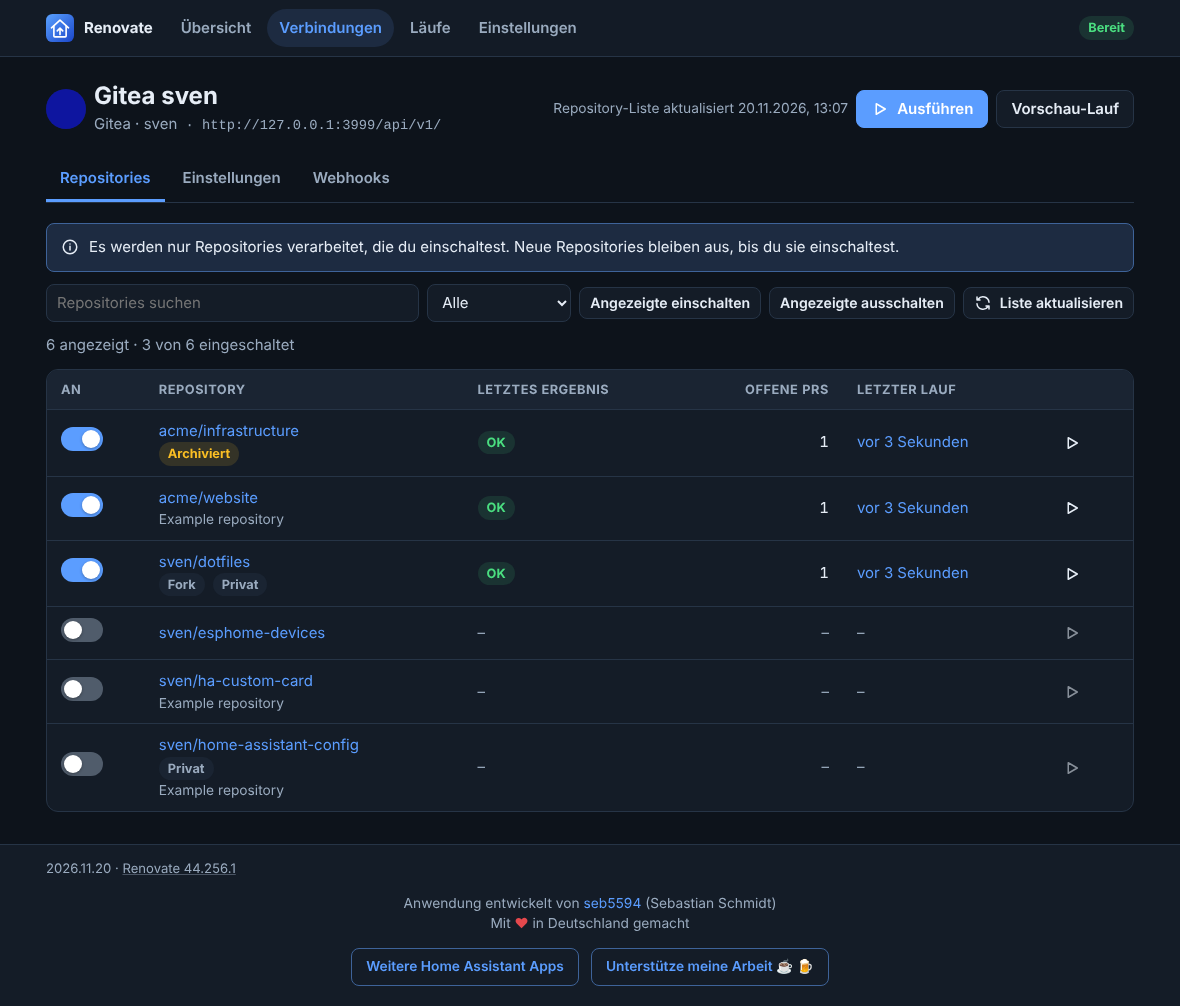 Renovate Übersicht Verbindungen Läufe Einstellungen Bereit
Gitea sven
Gitea · sven · http://127.0.0.1:3999/api/v1/
Repository-Liste aktualisiert 20.11.2026, 13:07 Ausführen Vorschau-Lauf
Repositories Einstellungen Webhooks
Es werden nur Repositories verarbeitet, die du einschaltest. Neue Repositories bleiben aus, bis du sie einschaltest.
Repositories suchen Alle Angezeigte einschalten Angezeigte ausschalten Liste aktualisieren
6 angezeigt · 3 von 6 eingeschaltet
AN REPOSITORY LETZTES ERGEBNIS OFFENE PRS LETZTER LAUF
acme/infrastructure
Archiviert
OK 1 vor 3 Sekunden
acme/website
Example repository
OK 1 vor 3 Sekunden
sven/dotfiles
Fork Privat
OK 1 vor 3 Sekunden
sven/esphome-devices – – –
sven/ha-custom-card
Example repository
– – –
sven/home-assistant-config
Privat
Example repository
– – –
2026.11.20 · Renovate 44.256.1
Anwendung entwickelt von seb5594 (Sebastian Schmidt)
Mit ❤ in Deutschland gemacht
Weitere Home Assistant Apps Unterstütze meine Arbeit ☕ 🍺